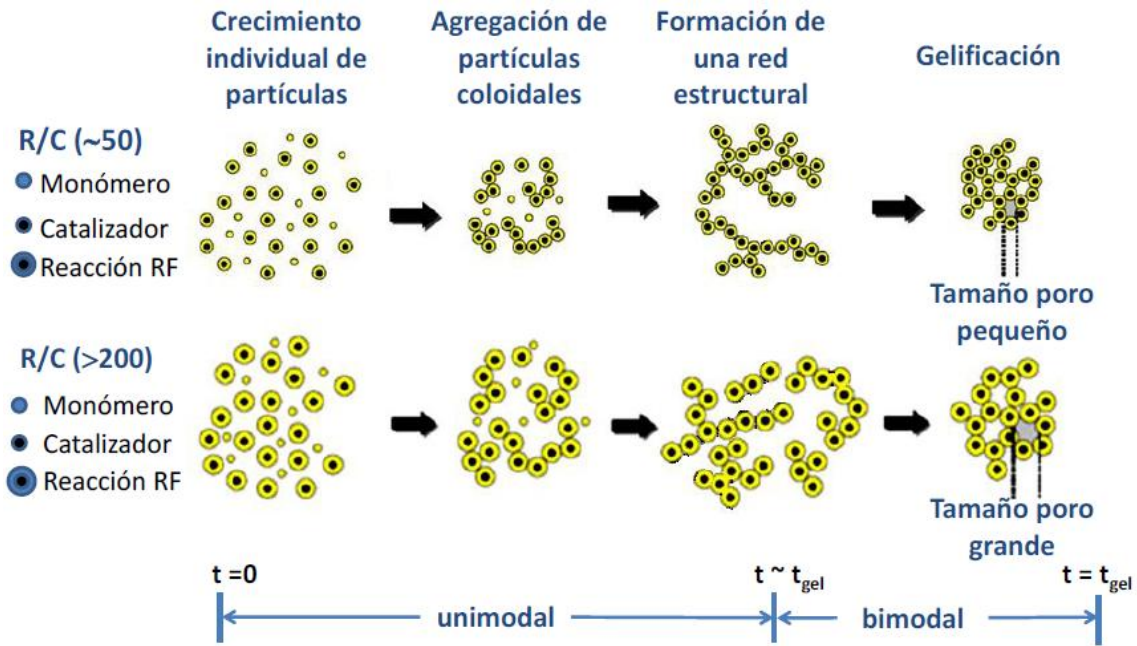 Crecimiento
individual de
partículas
Agregación de
partículas
coloidales
Formación de
una red
estructural
Gelificación
R/C (~50)
Monómero
Catalizador
Reacción RF
Tamaño poro
pequeño
R/C (>200)
Monómero
Catalizador
Reacción RF
Tamaño poro
grande
t =0
t ~ tgel
t = tgel
unimodal
bimodal